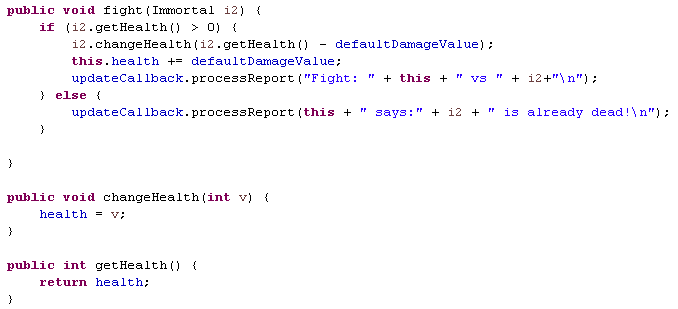 public void fight(Immortal i2) {
    if (i2.getHealth() > 0) {
        i2.changeHealth(i2.getHealth() - defaultDamageValue);
        this.health += defaultDamageValue;
        updateCallback.processReport("Fight: " + this + " vs " + i2+"\n");
    } else {
        updateCallback.processReport(this + " says:" + i2 + " is already dead!\n");
    }

}

public void changeHealth(int v) {
    health = v;
}

public int getHealth() {
    return health;
}